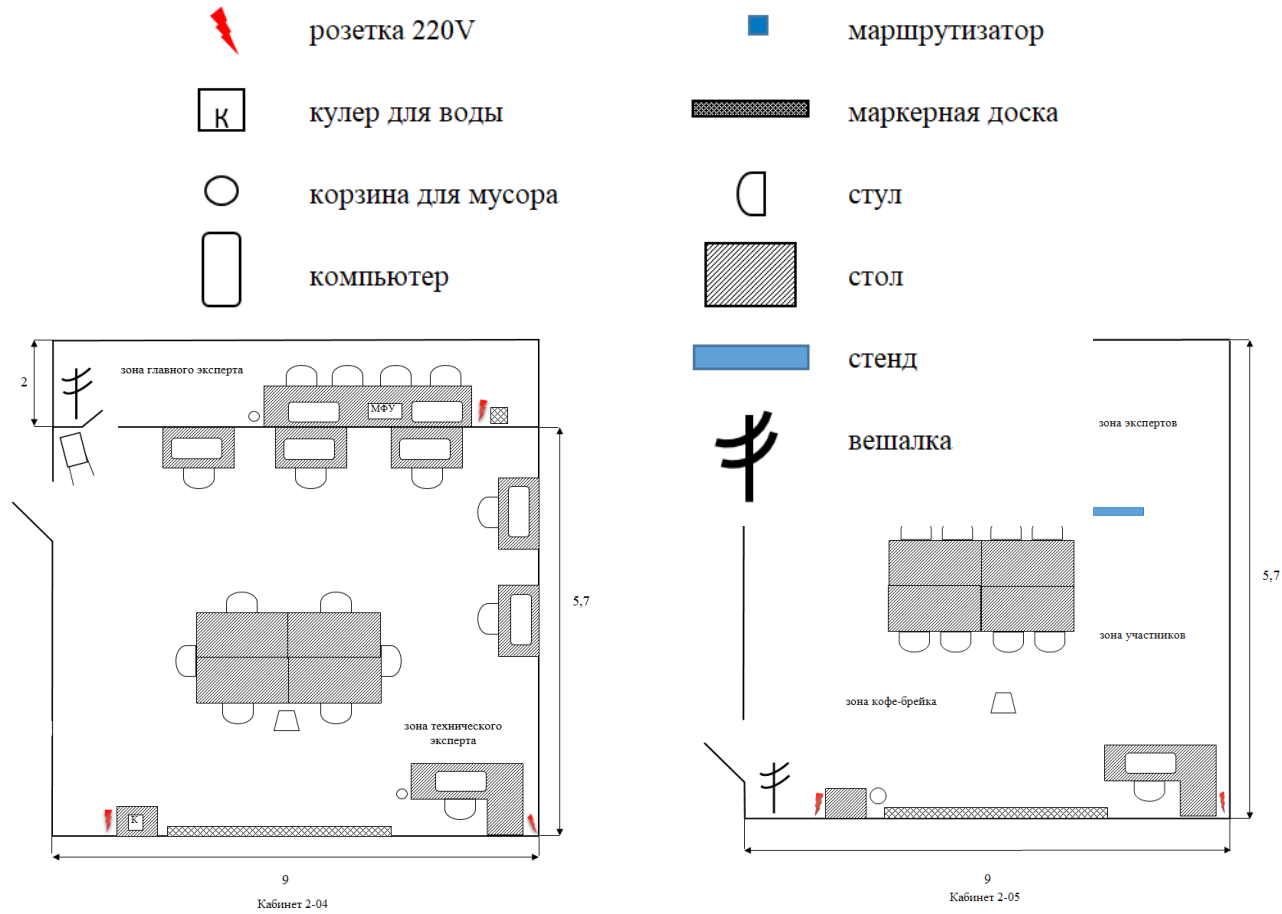 розетка 220V
маршрутизатор
К
кулер для воды
маркерная доска
корзина для мусора
стул
компьютер
стол
стенд
вешалка
2
зона главного эксперта
МФУ
5,7
зона технического
эксперта
К
9
Кабинет 2-04
зона экспертов
5,7
зона участников
зона кофе-брейка
9
Кабинет 2-05